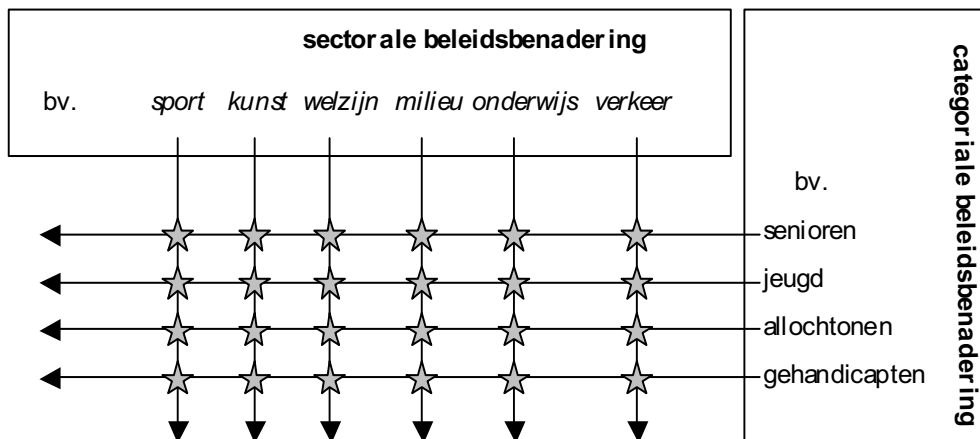 sectorale beleidsbenadering
bv. sport kunst welzijn milieu onderwijs verkeer
categoriale beleidsbenadering
bv.
senioren
jeugd
allochtonen
gehandicapten